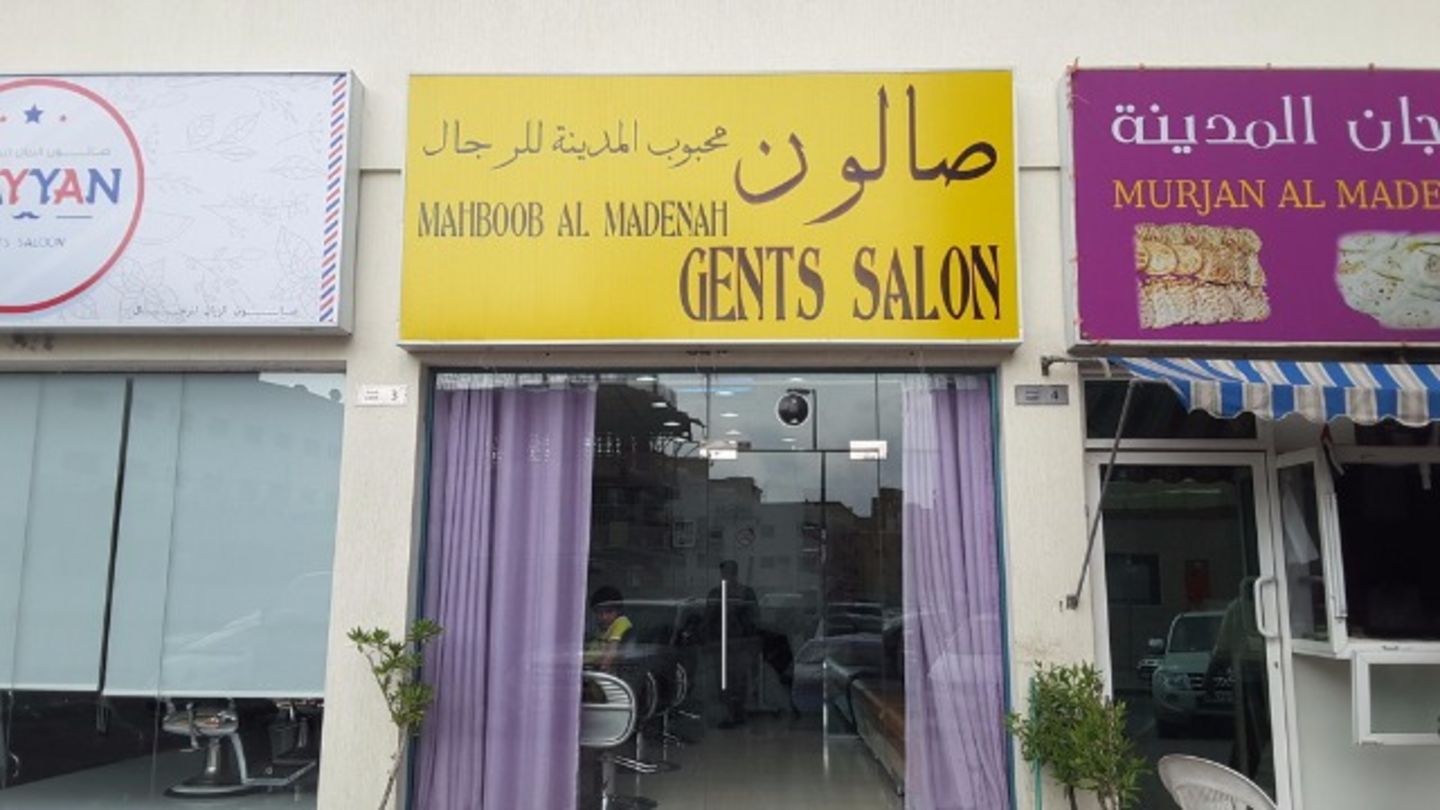 YYAN
TS SALOON
صالون
محبوب المدينة للرجال
MAHBOOB AL MADENAH
GENTS SALON
جان المدينة
MURJAN AL MADE
3
4